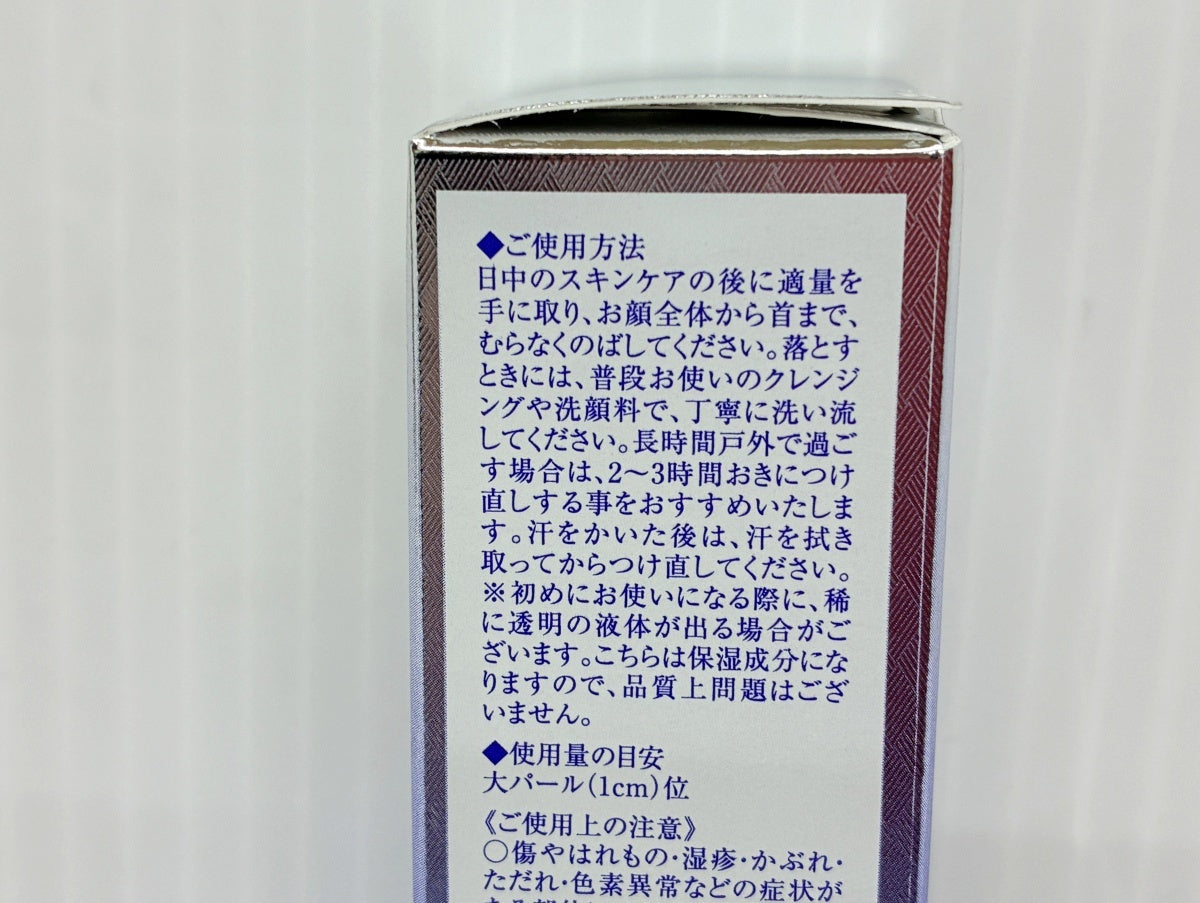 ◆ご使用方法
日中のスキンケアの後に適量を
手に取り、お顔全体から首まで、
むらなくのばしてください。落とす
ときには、普段お使いのクレンジ
ングや洗顔料で、丁寧に洗い流
してください。長時間戸外で過ご
す場合は、2〜3時間おきにつけ
直しする事をおすすめいたしま
す。汗をかいた後は、汗を拭き
取ってからつけ直してください。
※初めにお使いになる際に、稀
に透明の液体が出る場合がご
ざいます。こちらは保湿成分にな
りますので、品質上問題はござ
いません。
◆使用量の目安
大パール(1cm)位
《ご使用上の注意》
○傷やはれもの・湿疹・かぶれ・
ただれ・色素異常などの症状が